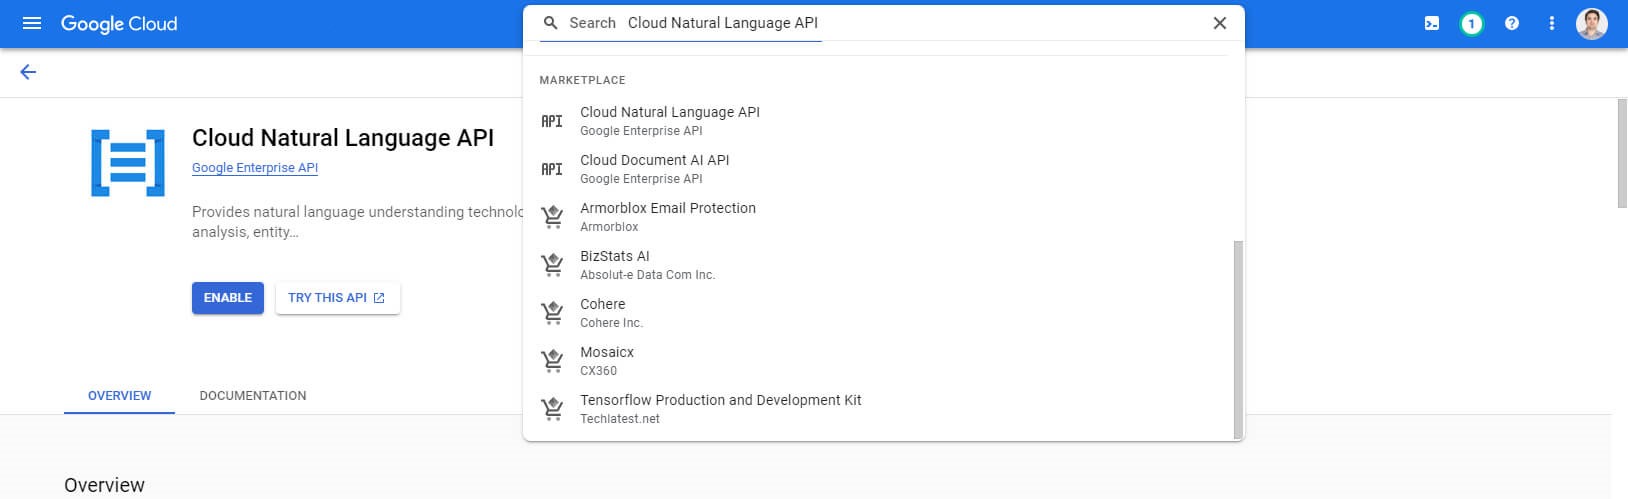 Google Cloud
Search Cloud Natural Language API
1
MARKETPLACE
Cloud Natural Language API
Google Enterprise API
Cloud Document AI API
Google Enterprise API
Armorblox Email Protection
Armorblox
BizStats AI
Absolut-e Data Com Inc.
Cohere
Cohere Inc.
Mosaicx
CX360
Tensorflow Production and Development Kit
Techlatest.net
Cloud Natural Language API
Google Enterprise API
Provides natural language understanding
analysis, entity...
ENABLE
TRY THIS API
OVERVIEW
DOCUMENTATION
Overview
API
API